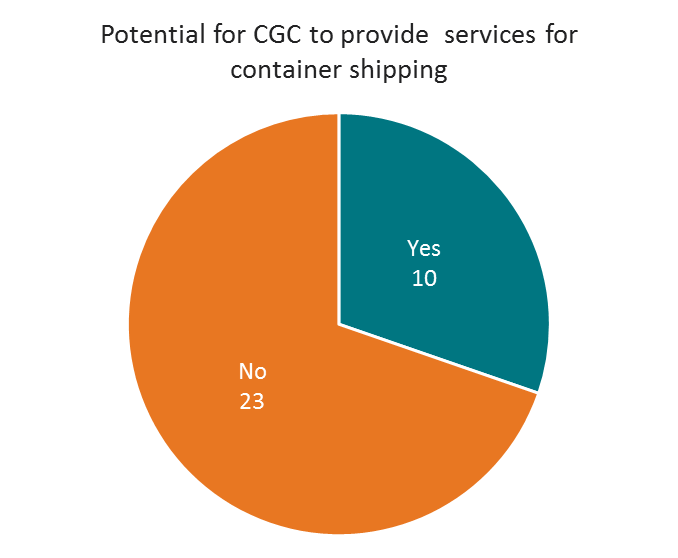 Potential for CGC to provide services for
container shipping
Yes
10
No
23